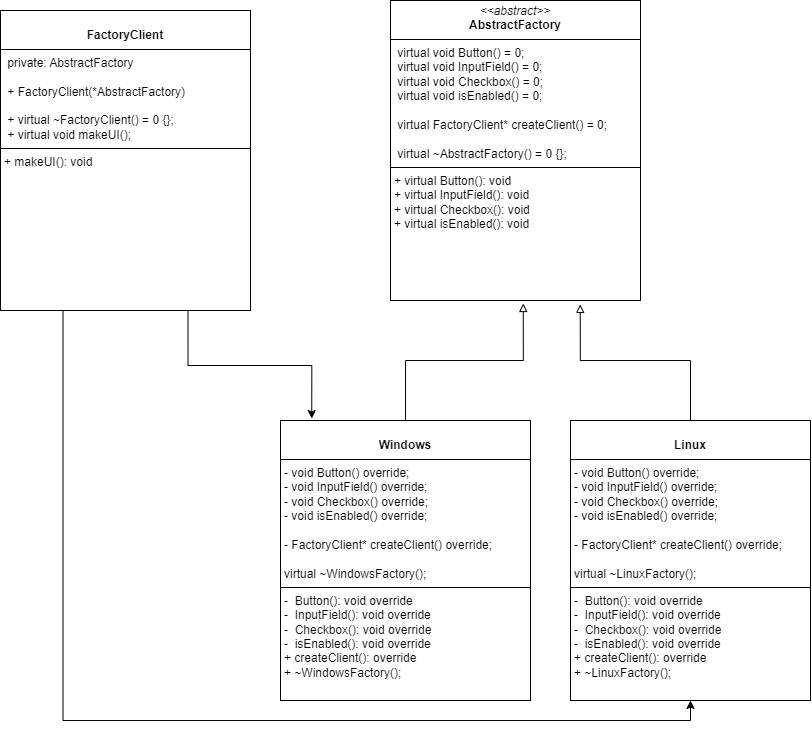 FactoryClient
private: AbstractFactory
+ FactoryClient(*AbstractFactory)
+ virtual ~FactoryClient() = 0 {};
+ virtual void makeUI();
+ makeUI(): void
<<abstract>>
AbstractFactory
virtual void Button() = 0;
virtual void InputField() = 0;
virtual void Checkbox() = 0;
virtual void isEnabled() = 0;
virtual FactoryClient* createClient() = 0;
virtual ~AbstractFactory() = 0 {};
+ virtual Button(): void
+ virtual InputField(): void
+ virtual Checkbox(): void
+ virtual isEnabled(): void
Windows
- void Button() override;
- void InputField() override;
- void Checkbox() override;
- void isEnabled() override;
- FactoryClient* createClient() override;
virtual ~WindowsFactory();
- Button(): void override
- InputField(): void override
- Checkbox(): void override
- isEnabled(): void override
+ createClient(): override
+ ~WindowsFactory();
Linux
- void Button() override;
- void InputField() override;
- void Checkbox() override;
- void isEnabled() override;
- FactoryClient* createClient() override;
virtual ~LinuxFactory();
- Button(): void override
- InputField(): void override
- Checkbox(): void override
- isEnabled(): void override
+ createClient(): override
+ ~LinuxFactory();